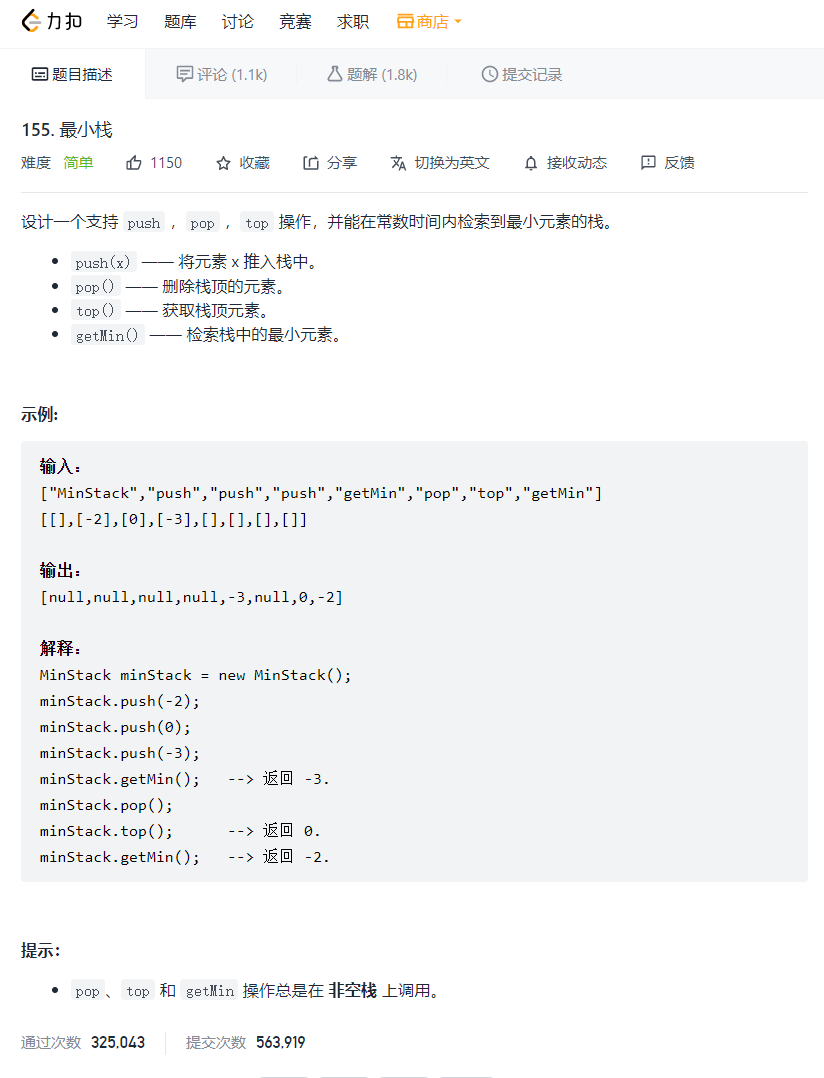 力扣 学习 题库 讨论 竞赛 求职 商店
题目描述 评论 (1.1k) 题解 (1.8k) 提交记录
155. 最小栈
难度 简单 1150 收藏 分享 切换为英文 接收动态 反馈
设计一个支持 push ，pop ，top 操作，并能在常数时间内检索到最小元素的栈。
push(x) —— 将元素 x 推入栈中。
pop() —— 删除栈顶的元素。
top() —— 获取栈顶元素。
getMin() —— 检索栈中的最小元素。
示例:
输入：
["MinStack","push","push","push","getMin","pop","top","getMin"]
[[],[-2],[0],[-3],[],[],[],[]]
输出：
[null,null,null,null,-3,null,0,-2]
解释：
MinStack minStack = new MinStack();
minStack.push(-2);
minStack.push(0);
minStack.push(-3);
minStack.getMin();   --> 返回 -3.
minStack.pop();
minStack.top();      --> 返回 0.
minStack.getMin();   --> 返回 -2.
提示：
pop、top 和 getMin 操作总是在 非空栈 上调用。
通过次数 325,043 提交次数 563,919